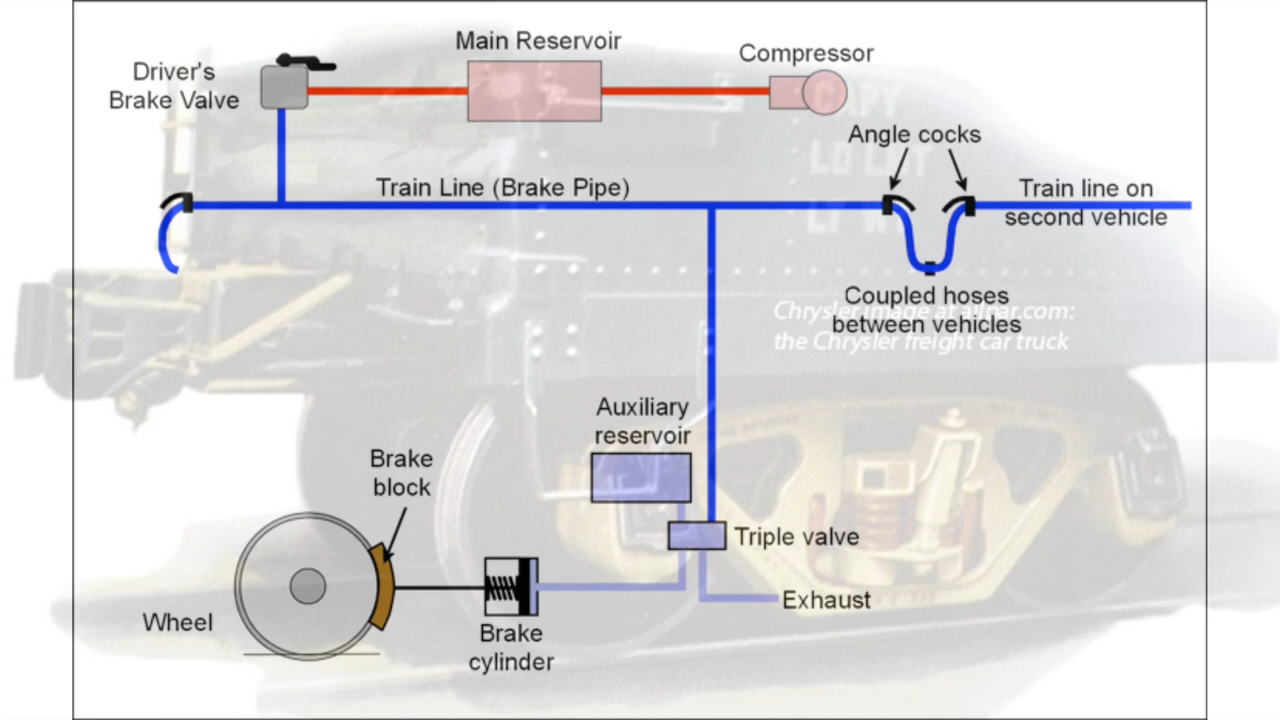 Main Reservoir
Compressor
Driver's
Brake Valve
Angle cocks
Train Line (Brake Pipe)
Train line on
second vehicle
Coupled hoses
between vehicles
Chrysler image at allpar.com:
the Chrysler freight car truck
Auxiliary
reservoir
Brake
block
Triple valve
Exhaust
Wheel
Brake
cylinder